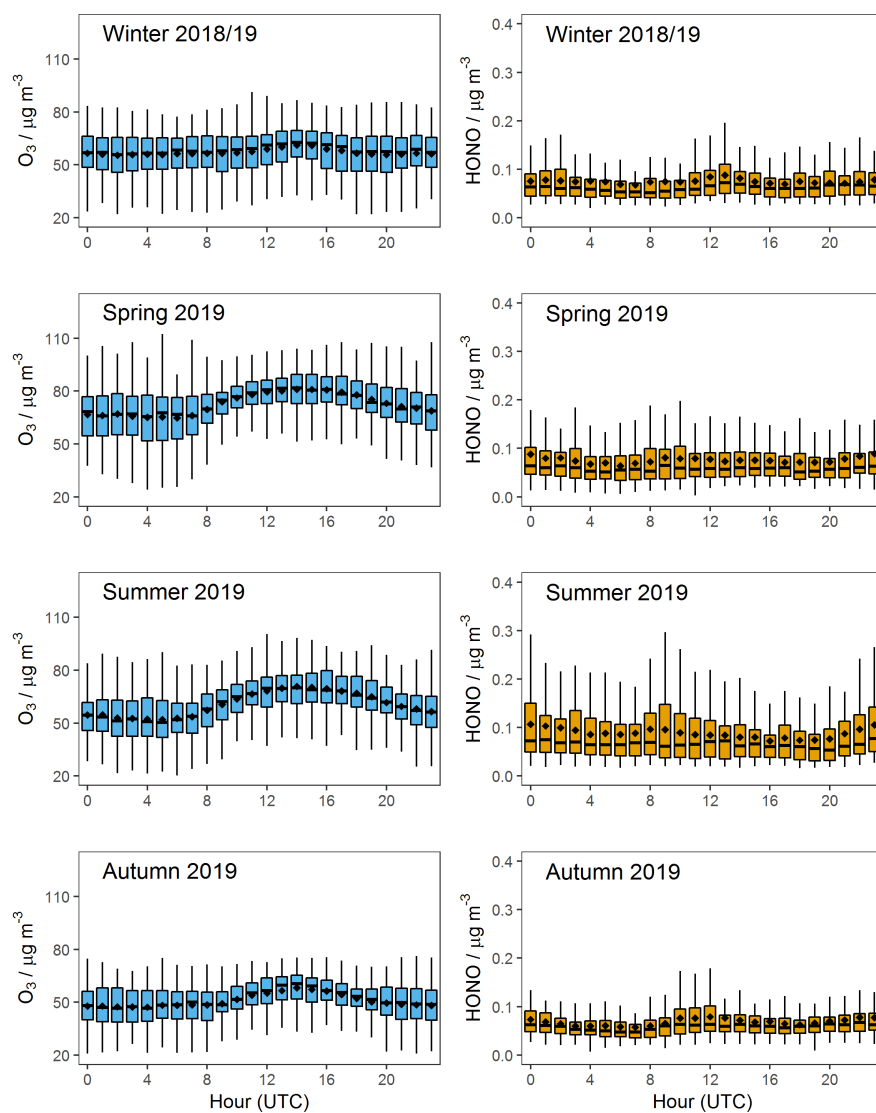 Winter 2018/19
O₃ / µg m⁻³
110
80
50
20
0 4 8 12 16 20
Winter 2018/19
HONO / µg m⁻³
0.4
0.3
0.2
0.1
0.0
0 4 8 12 16 20
Spring 2019
O₃ / µg m⁻³
110
80
50
20
0 4 8 12 16 20
Spring 2019
HONO / µg m⁻³
0.4
0.3
0.2
0.1
0.0
0 4 8 12 16 20
Summer 2019
O₃ / µg m⁻³
110
80
50
20
0 4 8 12 16 20
Summer 2019
HONO / µg m⁻³
0.4
0.3
0.2
0.1
0.0
0 4 8 12 16 20
Autumn 2019
O₃ / µg m⁻³
110
80
50
20
0 4 8 12 16 20
Hour (UTC)
Autumn 2019
HONO / µg m⁻³
0.4
0.3
0.2
0.1
0.0
0 4 8 12 16 20
Hour (UTC)